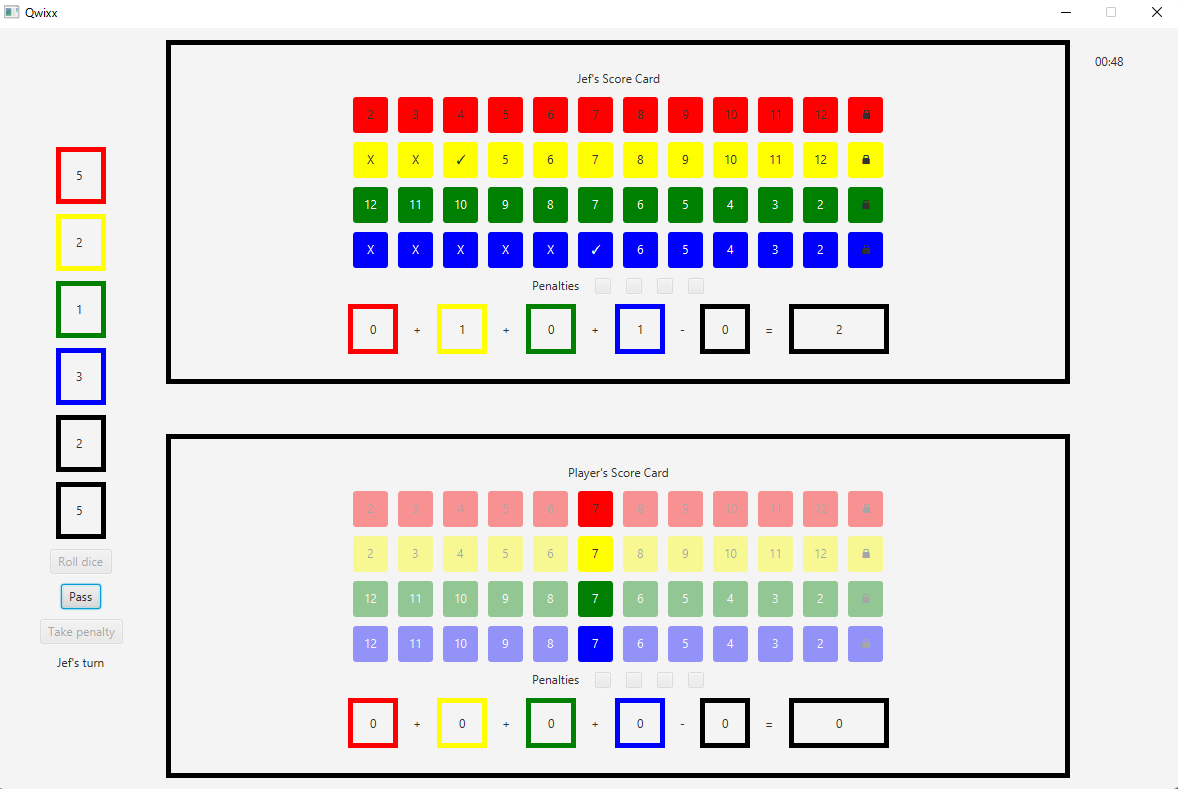 Qwixx
00:48
5
2
1
3
2
5
Roll dice
Pass
Take penalty
Jef's turn
Jef's Score Card
2 3 4 5 6 7 8 9 10 11 12
X X ✓ 5 6 7 8 9 10 11 12
12 11 10 9 8 7 6 5 4 3 2
X X X X X ✓ 6 5 4 3 2
Penalties
0 + 1 + 0 + 1 - 0 = 2
Player's Score Card
2 3 4 5 6 7 8 9 10 11 12
2 3 4 5 6 7 8 9 10 11 12
12 11 10 9 8 7 6 5 4 3 2
12 11 10 9 8 7 6 5 4 3 2
Penalties
0 + 0 + 0 + 0 - 0 = 0